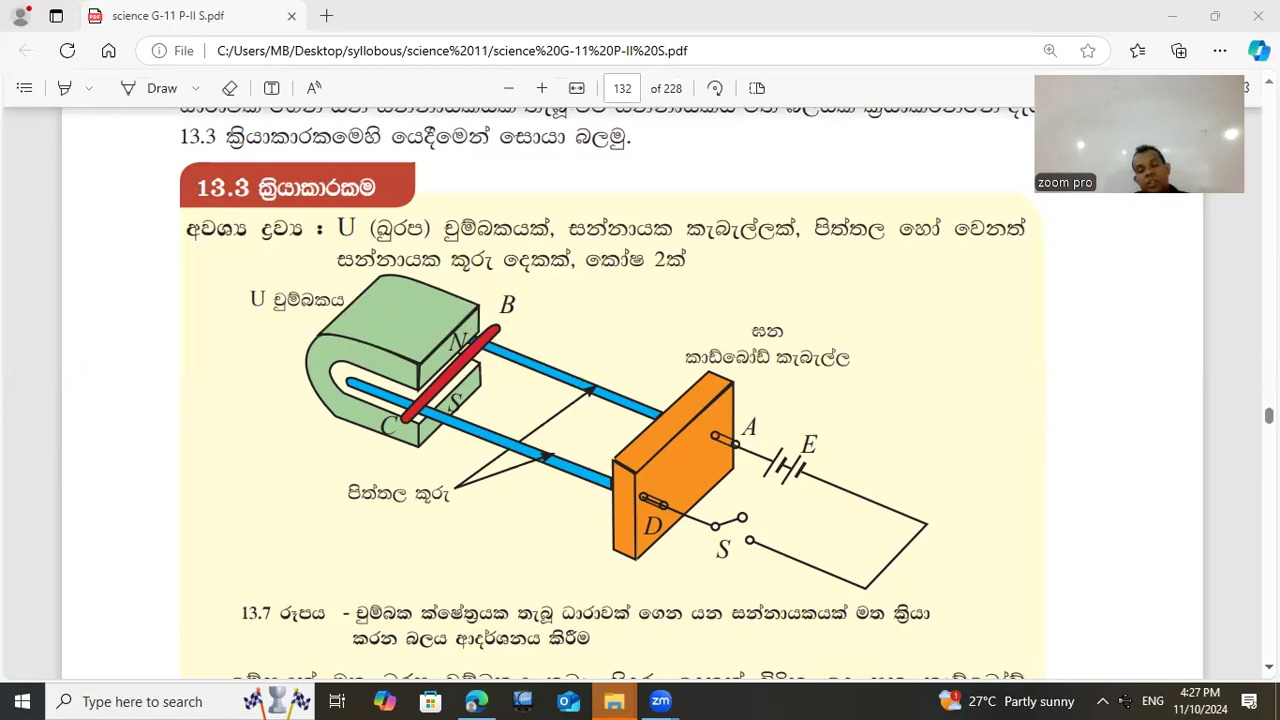 science G-11 P-II S.pdf
File
C:/Users/MB/Desktop/syllobous/science%2011/science%20G-11%20P-II%20S.pdf
Draw
132 of 228
13.3 ක්‍රියාකාරකමෙහි යෙදීමෙන් සොයා බලමු.
zoom pro
13.3 ක්‍රියාකාරකම
අවශ්‍ය ද්‍රව්‍ය : U (ඛුරප) චුම්බකයක්, සන්නායක කැබැල්ලක්, පිත්තල හෝ වෙනත්
සන්නායක කූරු දෙකක්, කෝෂ 2ක්
U චුම්බකය
B
N
S
C
ඝන
කාඩ්බෝඩ් කැබැල්ල
A
E
පිත්තල කූරු
D
S
13.7 රූපය - චුම්බක ක්ෂේත්‍රයක තැබූ ධාරාවක් ගෙන යන සන්නායකයක් මත ක්‍රියා
කරන බලය ආදර්ශනය කිරීම
Type here to search
27°C Partly sunny
ENG
4:27 PM
11/10/2024